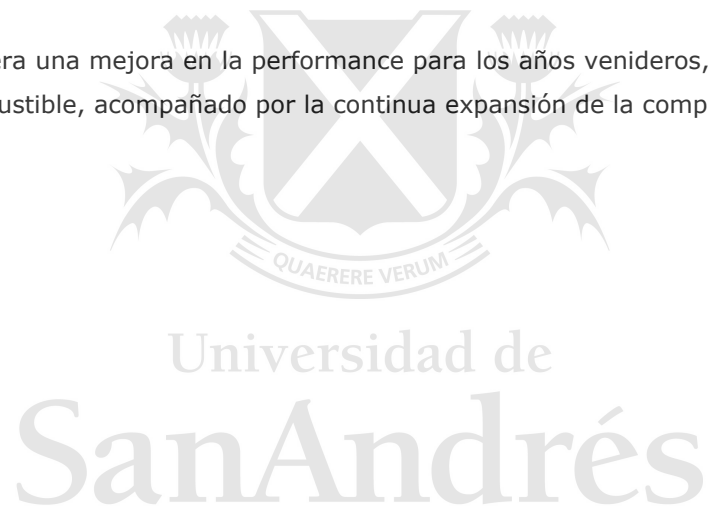 era una mejora en la performance para los años venideros,
ustible, acompañado por la continua expansión de la comp
QUAERERE VERUM
Universidad de
SanAndrés